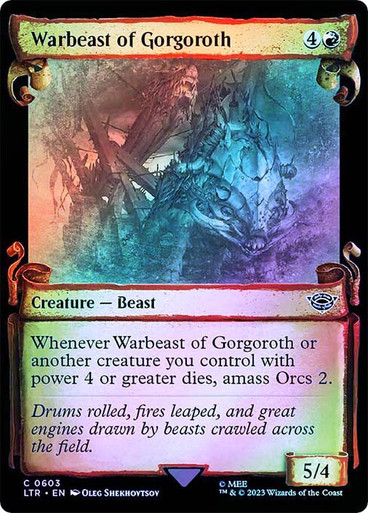 Warbeast of Gorgoroth 4
Creature — Beast
Whenever Warbeast of Gorgoroth or
another creature you control with
power 4 or greater dies, amass Orcs 2.
Drums rolled, fires leaped, and great
engines drawn by beasts crawled across
the field.
5/4
C 0603
LTR • EN Oleg Shekhovtsov
© MEE
™ & © 2023 Wizards of the Coast